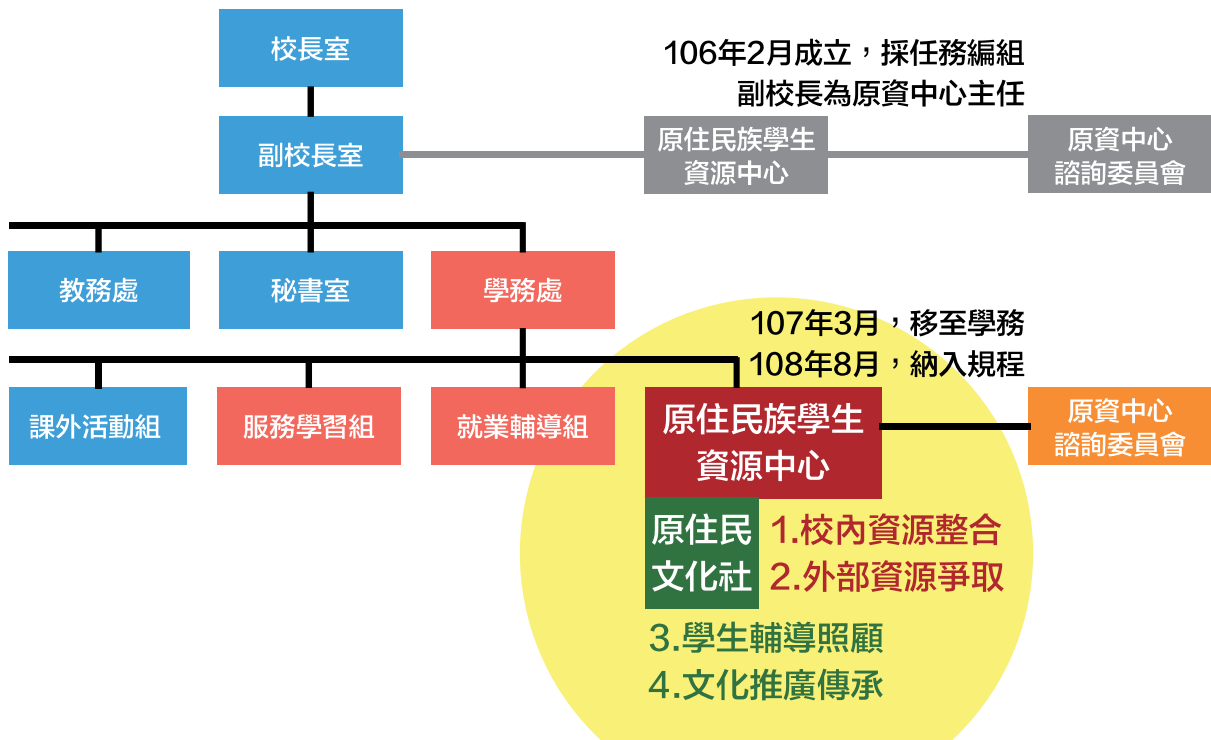 校長室
106年2月成立，採任務編組
副校長為原資中心主任
副校長室
原住民族學生
資源中心
原資中心
諮詢委員會
教務處
秘書室
學務處
107年3月，移至學務
108年8月，納入規程
課外活動組
服務學習組
就業輔導組
原住民族學生
資源中心
原資中心
諮詢委員會
原住民
文化社
1.校內資源整合
2.外部資源爭取
3.學生輔導照顧
4.文化推廣傳承